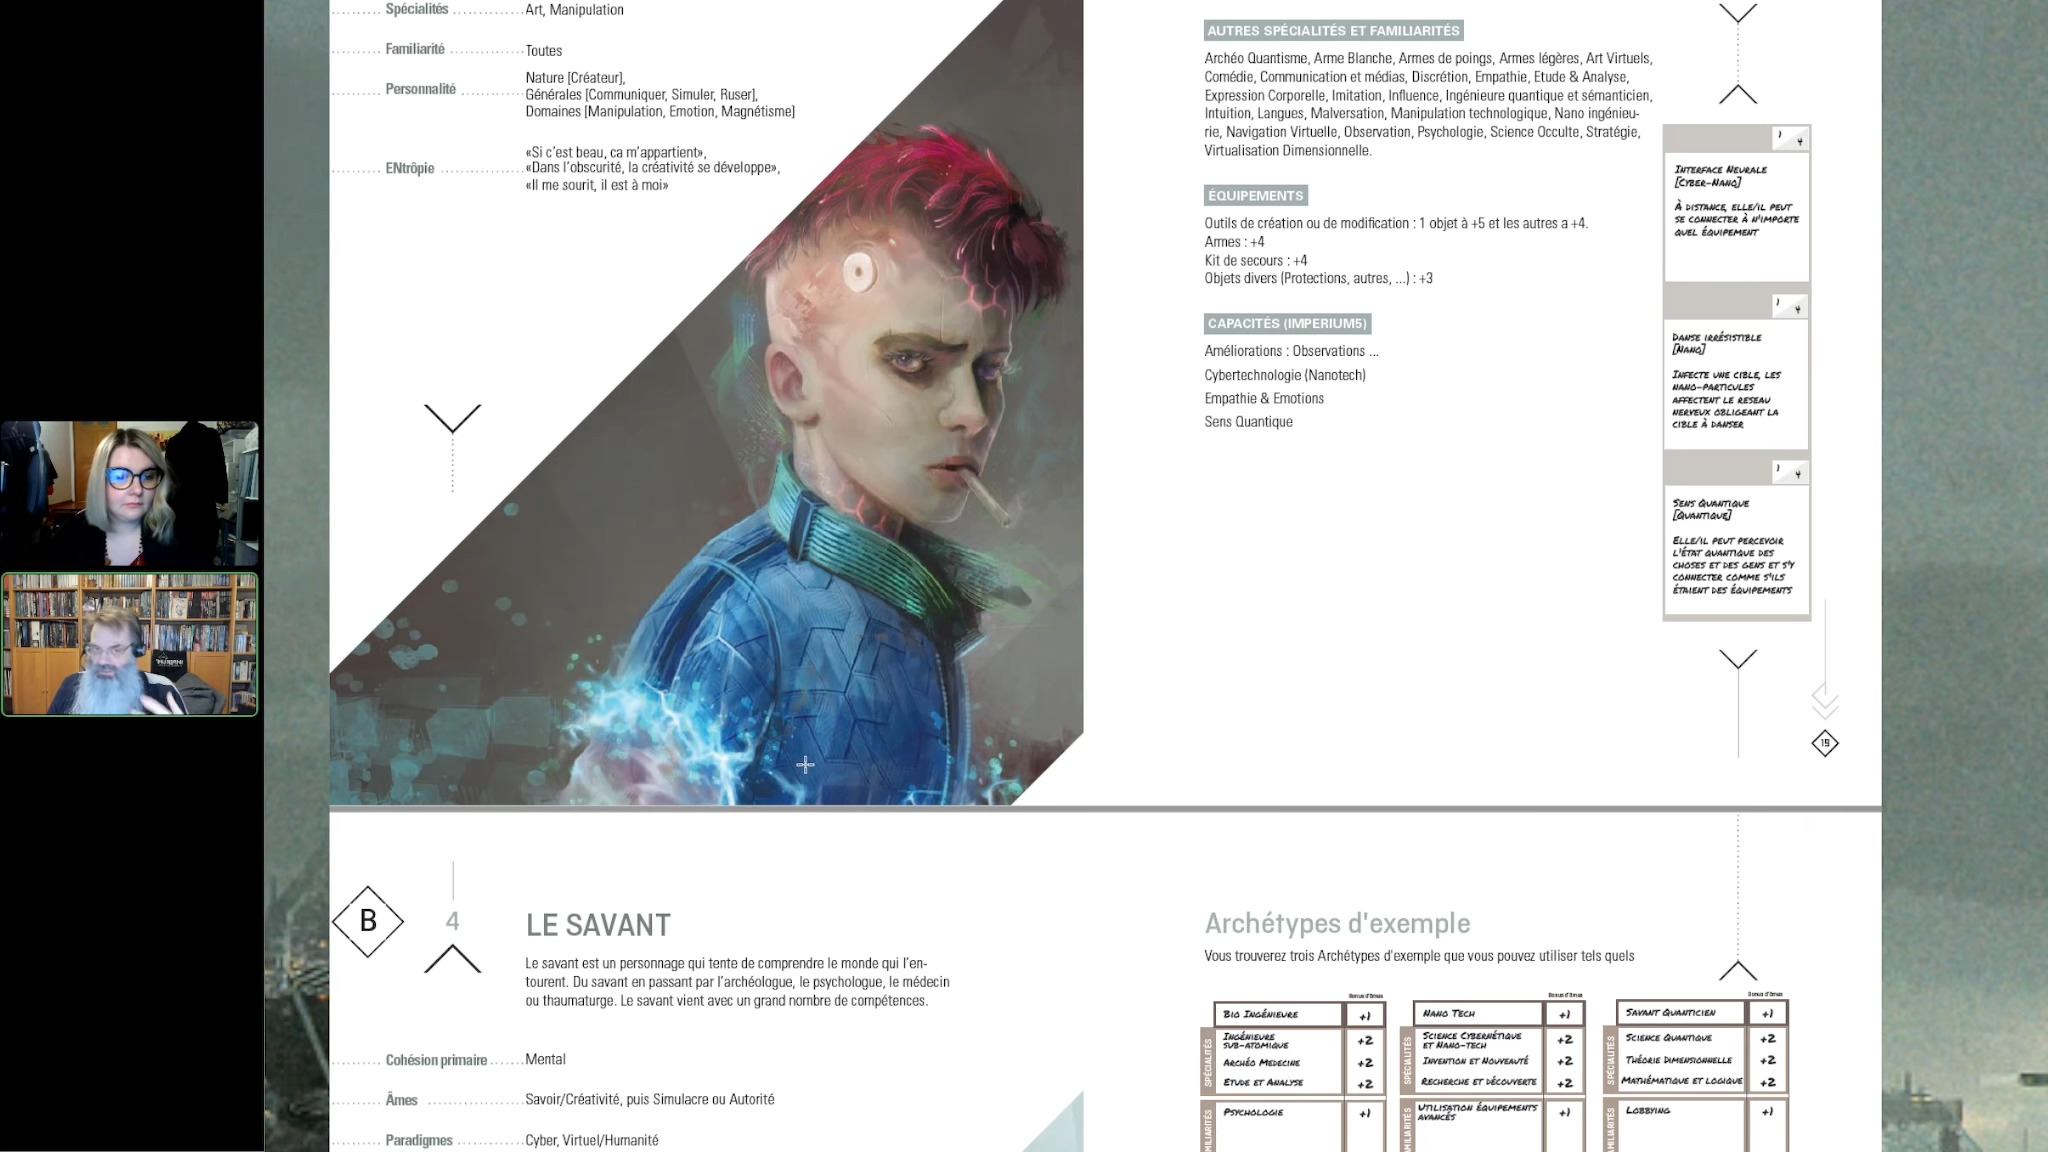 Spécialités Art, Manipulation
Familiarité Toutes
Personnalité Nature [Créateur],
Générales [Communiquer, Simuler, Ruser],
Domaines [Manipulation, Emotion, Magnétisme]
ENtrôpie «Si c'est beau, ca m'appartient»,
«Dans l'obscurité, la créativité se développe»,
«Il me sourit, il est à moi»
AUTRES SPÉCIALITÉS ET FAMILIARITÉS
Archéo Quantisme, Arme Blanche, Armes de poings, Armes légères, Art Virtuels,
Comédie, Communication et médias, Discrétion, Empathie, Etude & Analyse,
Expression Corporelle, Imitation, Influence, Ingénieure quantique et sémanticien,
Intuition, Langues, Malversation, Manipulation technologique, Nano ingénieu-
rie, Navigation Virtuelle, Observation, Psychologie, Science Occulte, Stratégie,
Virtualisation Dimensionnelle.
ÉQUIPEMENTS
Outils de création ou de modification : 1 objet à +5 et les autres a +4.
Armes : +4
Kit de secours : +4
Objets divers (Protections, autres, ...) : +3
CAPACITÉS (IMPERIUM5)
Améliorations : Observations ...
Cybertechnologie (Nanotech)
Empathie & Emotions
Sens Quantique
1 4
Interface Neurale
[Cyber-Nano]
À distance, elle/il peut
se connecter à n'importe
quel équipement
1 4
Danse irrésistible
[Nano]
Infecte une cible, les
nano-particules
affectent le reseau
nerveux obligeant la
cible à danser
1 4
Sens Quantique
[Quantique]
Elle/il peut percevoir
l'état quantique des
choses et des gens et s'y
connecter comme s'ils
étaient des équipements
19
B 4 LE SAVANT
Le savant est un personnage qui tente de comprendre le monde qui l'en-
tourent. Du savant en passant par l'archéologue, le psychologue, le médecin
ou thaumaturge. Le savant vient avec un grand nombre de compétences.
Cohésion primaire Mental
Âmes Savoir/Créativité, puis Simulacre ou Autorité
Paradigmes Cyber, Virtuel/Humanité
Archétypes d'exemple
Vous trouverez trois Archétypes d'exemple que vous pouvez utiliser tels quels
Bonus d'âmes
Bio Ingénieure +1
SPÉCIALITÉS
Ingénieure
sub-atomique +2
Archéo Medecine +2
Etude et Analyse +2
Psychologie +1
Bonus d'âmes
Nano Tech +1
SPÉCIALITÉS
Science Cybernétique
et Nano-tech +2
Invention et Nouveauté +2
Recherche et découverte +2
Utilisation équipements
avancés +1
Bonus d'âmes
Savant Quanticien +1
SPÉCIALITÉS
Science Quantique +2
Théorie Dimensionnelle +2
Mathématique et logique +2
Lobbying +1